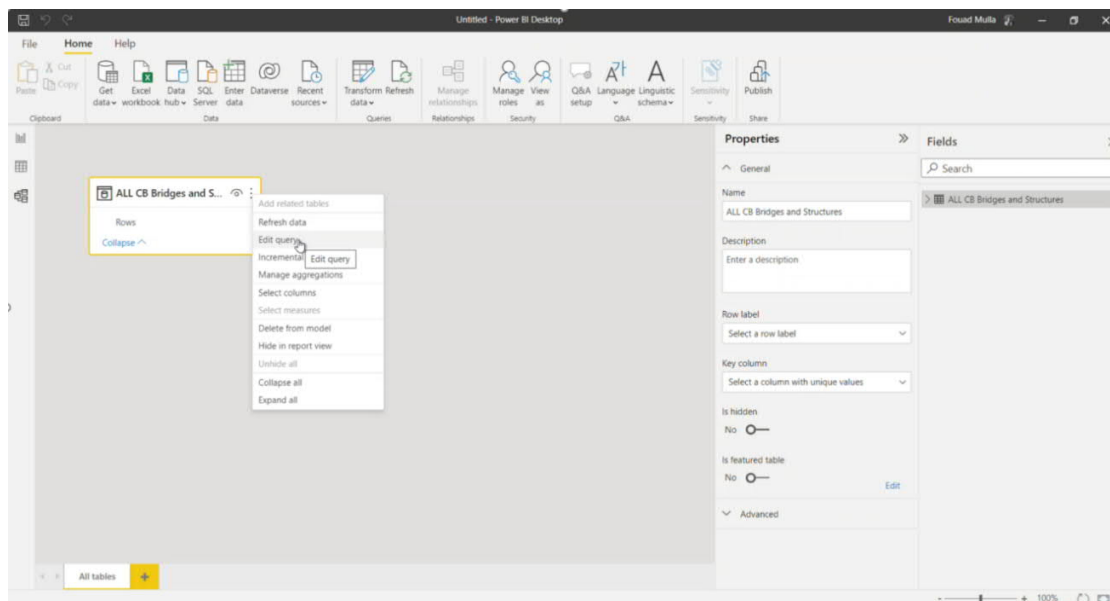 Untitled - Power BI Desktop
Fouad Mulla
File Home Help
Paste
Cut
Copy
Clipboard
Get data
Excel workbook
Data hub
SQL Server
Enter data
Dataverse
Recent sources
Data
Transform data
Refresh
Queries
Manage relationships
Relationships
Manage roles
View as
Security
Q&A setup
Language
Linguistic schema
Q&A
Sensitivity
Sensitivity
Publish
Share
ALL CB Bridges and S...
Rows
Collapse
Add related tables
Refresh data
Edit query
Incremental
Edit query
Manage aggregations
Select columns
Select measures
Delete from model
Hide in report view
Unhide all
Collapse all
Expand all
Properties
General
Name
ALL CB Bridges and Structures
Description
Enter a description
Row label
Select a row label
Key column
Select a column with unique values
Is hidden
No
Is featured table
No
Edit
Advanced
Fields
Search
ALL CB Bridges and Structures
All tables
+
- + 100%